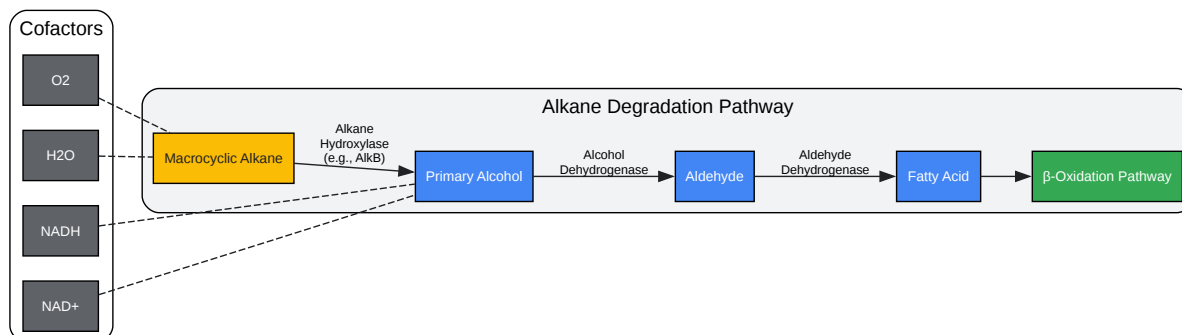 Cofactors
O2
H2O
NADH
NAD+
Alkane Degradation Pathway
Macrocyclic Alkane
Alkane
Hydroxylase
(e.g., AlkB)
Primary Alcohol
Alcohol
Dehydrogenase
Aldehyde
Aldehyde
Dehydrogenase
Fatty Acid
β-Oxidation Pathway